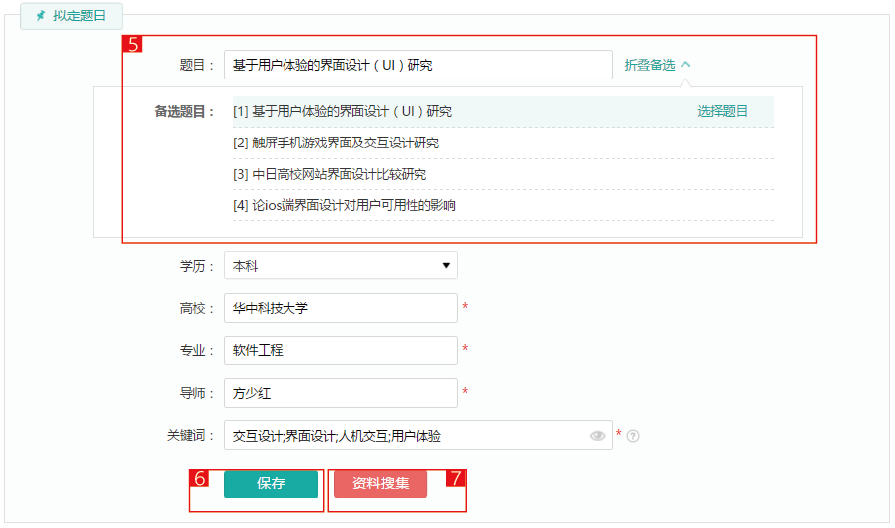 拟定题目
5
题目： 基于用户体验的界面设计（UI）研究 折叠备选
备选题目： [1] 基于用户体验的界面设计（UI）研究 选择题目
[2] 触屏手机游戏界面及交互设计研究
[3] 中日高校网站界面设计比较研究
[4] 论ios端界面设计对用户可用性的影响
学历： 本科
高校： 华中科技大学 *
专业： 软件工程 *
导师： 方少红 *
关键词： 交互设计;界面设计;人机交互;用户体验 * ?
6 保存 资料搜集 7